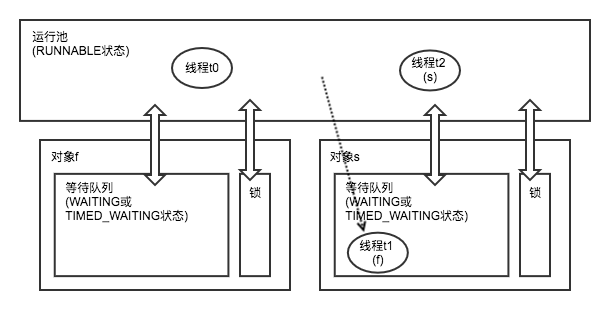 运行池
(RUNNABLE状态)
线程t0
线程t2
(s)
对象f
等待队列
(WAITING或
TIMED_WAITING状态)
锁
对象s
等待队列
(WAITING或
TIMED_WAITING状态)
线程t1
(f)
锁